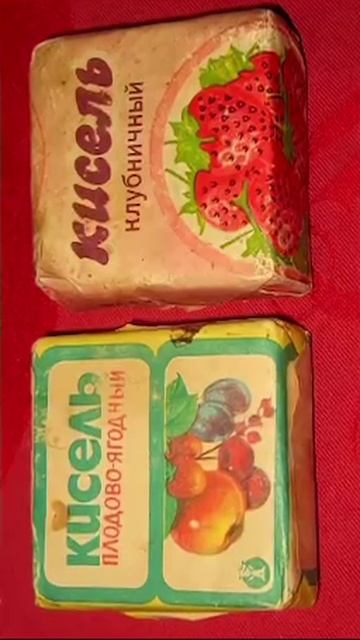 кисель
клубничный
кисель
плодово-ягодный